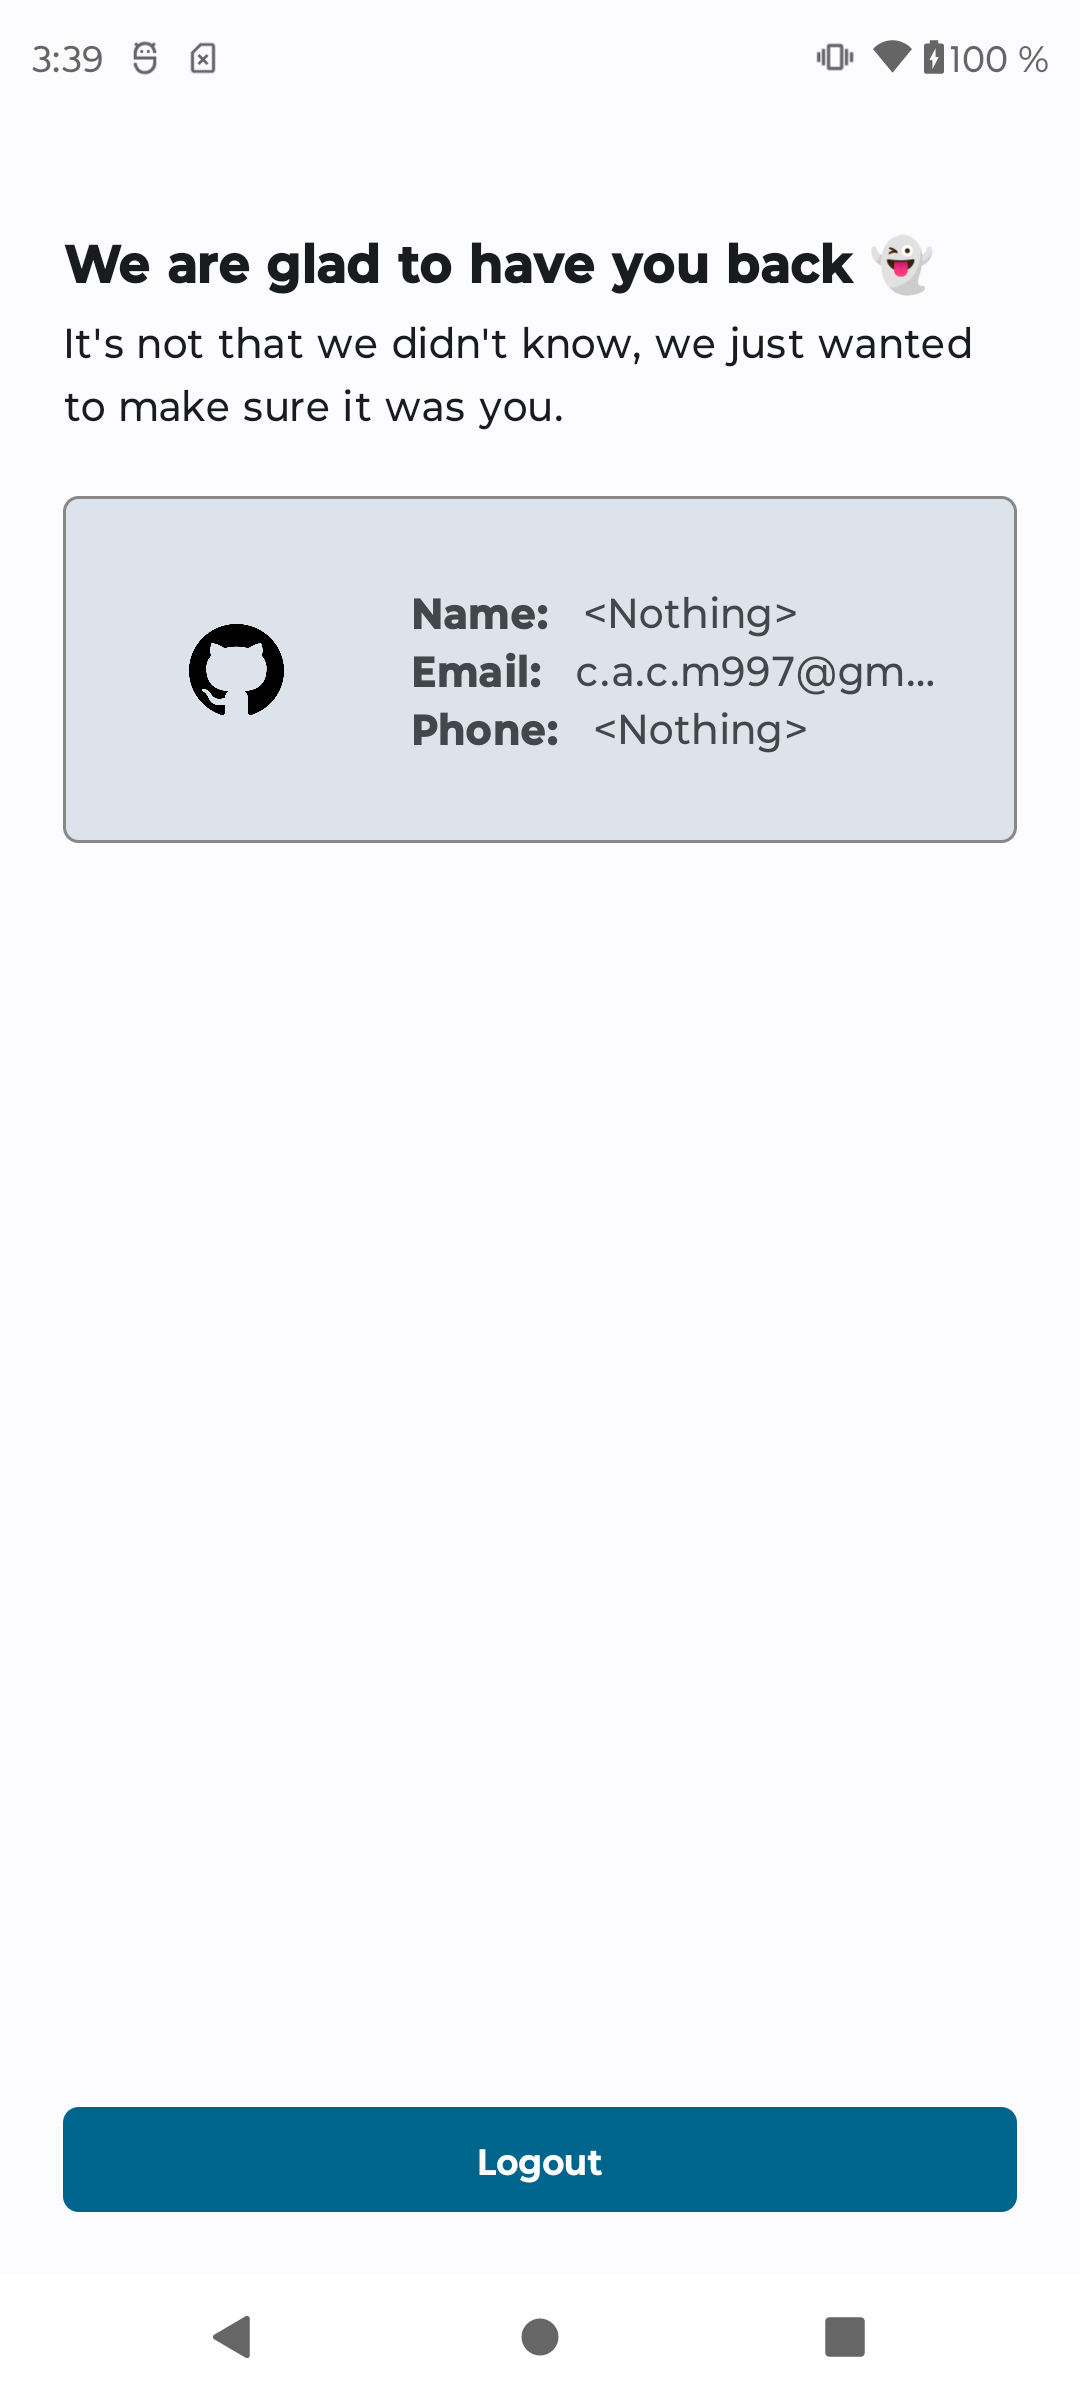 3:39
100 %
We are glad to have you back 👻
It's not that we didn't know, we just wanted
to make sure it was you.
Name: <Nothing>
Email: c.a.c.m997@gm...
Phone: <Nothing>
Logout